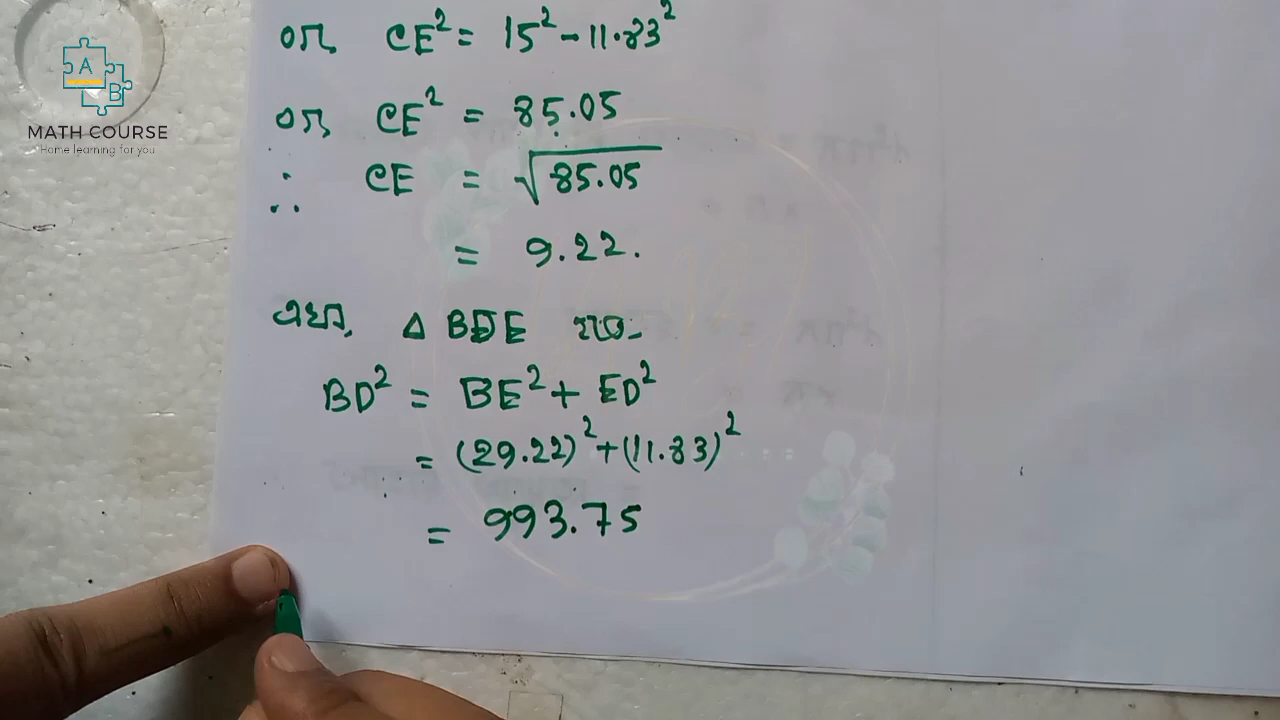 বা, CE² = 15² - 11.83²
বা, CE² = 85.05
∴ CE = √85.05
= 9.22.
এখন, Δ BDE এ
BD² = BE² + ED²
= (29.22)² + (11.83)²
= 993.75
A
B
MATH COURSE
Home learning for you